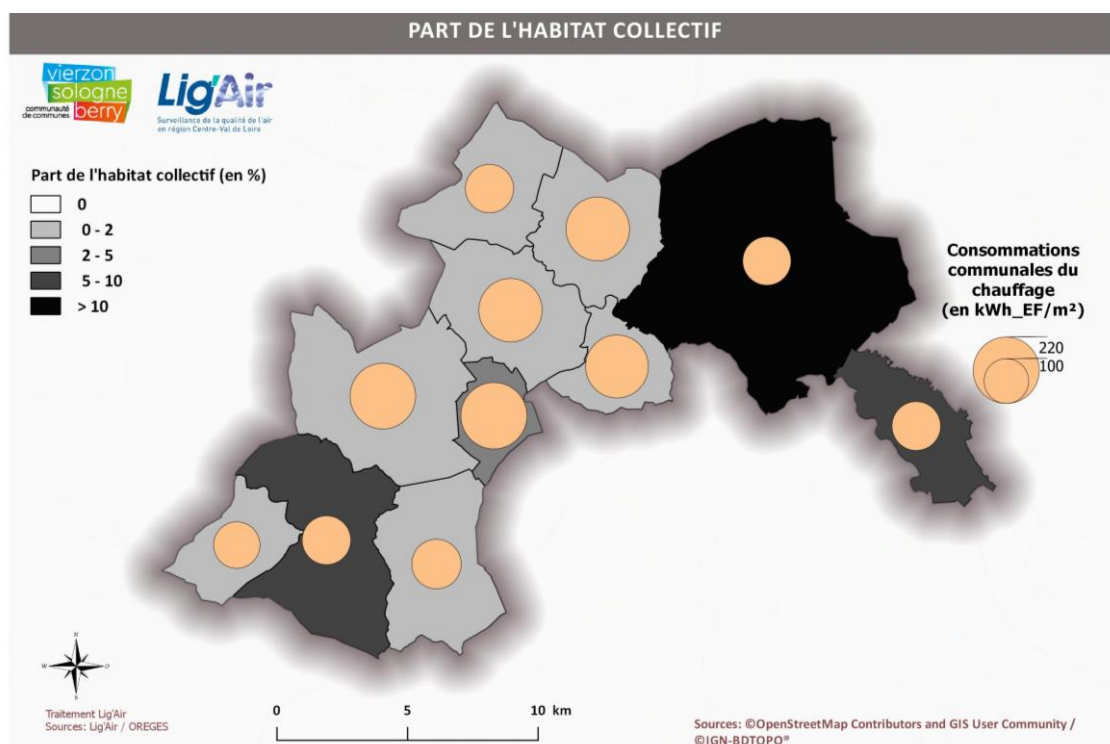 PART DE L'HABITAT COLLECTIF
vierzon
sologne
communauté
de communes
berry
Lig'Air
Surveillance de la qualité de l'air
en région Centre-Val de Loire
Part de l'habitat collectif (en %)
0
0 - 2
2 - 5
5 - 10
> 10
Consommations
communales du
chauffage
(en kWh_EF/m²)
220
100
N
W
O
S
Traitement Lig'Air
Sources: Lig'Air / OREGES
0 5 10 km
Sources: ©OpenStreetMap Contributors and GIS User Community /
©IGN-BDTOPO®